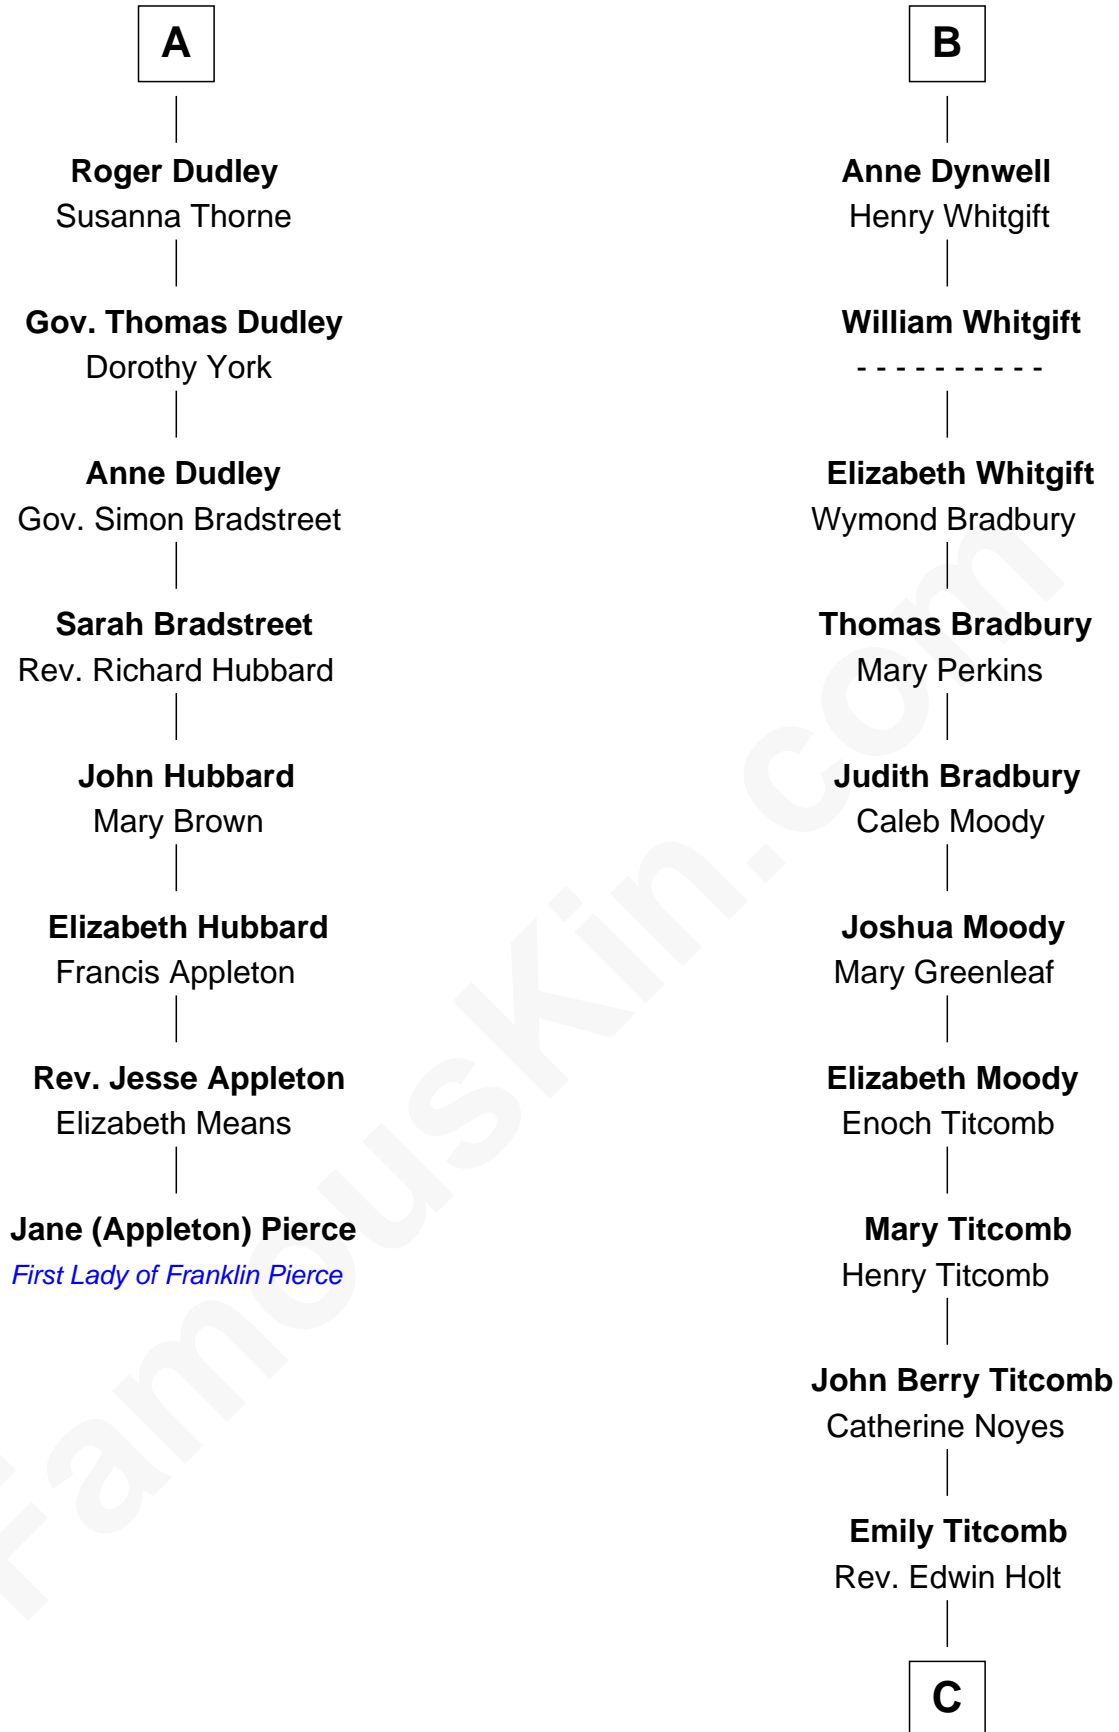 A
Roger Dudley
Susanna Thorne
Gov. Thomas Dudley
Dorothy York
Anne Dudley
Gov. Simon Bradstreet
Sarah Bradstreet
Rev. Richard Hubbard
John Hubbard
Mary Brown
Elizabeth Hubbard
Francis Appleton
Rev. Jesse Appleton
Elizabeth Means
Jane (Appleton) Pierce
First Lady of Franklin Pierce
B
Anne Dynwell
Henry Whitgift
William Whitgift
- - - - - - - - - -
Elizabeth Whitgift
Wymond Bradbury
Thomas Bradbury
Mary Perkins
Judith Bradbury
Caleb Moody
Joshua Moody
Mary Greenleaf
Elizabeth Moody
Enoch Titcomb
Mary Titcomb
Henry Titcomb
John Berry Titcomb
Catherine Noyes
Emily Titcomb
Rev. Edwin Holt
C
FamousKin.com